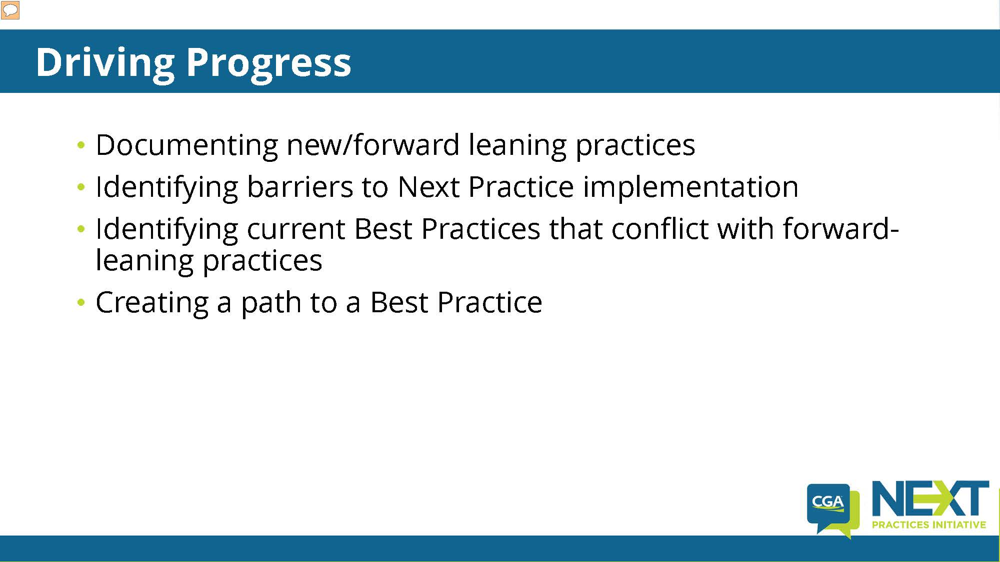 Driving Progress
• Documenting new/forward leaning practices
• Identifying barriers to Next Practice implementation
• Identifying current Best Practices that conflict with forward-
leaning practices
• Creating a path to a Best Practice
CGA
NEXT
PRACTICES INITIATIVE